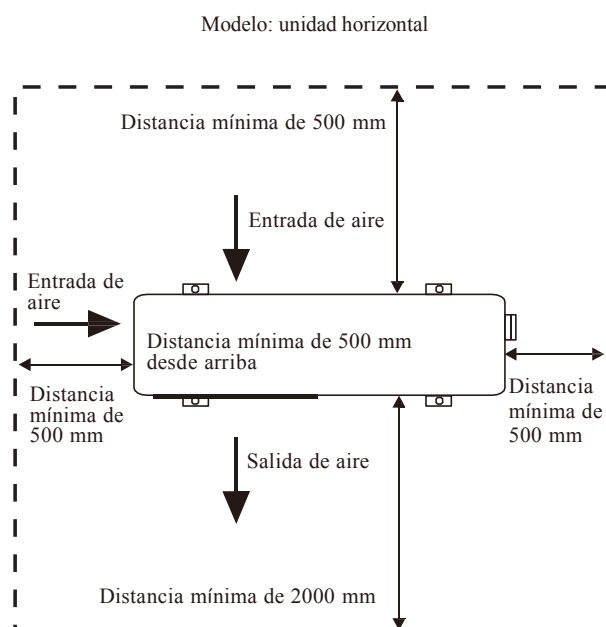 Modelo: unidad horizontal
Distancia mínima de 500 mm
Entrada de aire
Entrada de
aire
Distancia mínima de 500 mm
desde arriba
Distancia
mínima de
500 mm
Distancia
mínima de
500 mm
Salida de aire
Distancia mínima de 2000 mm